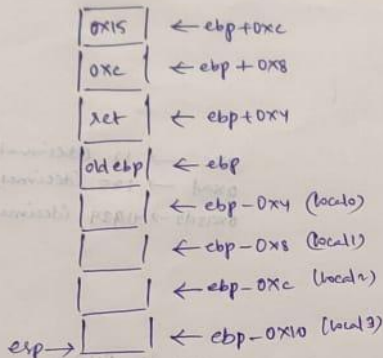 0x15 ← ebp+0xc
0xc ← ebp+0x8
ret ← ebp+0x4
old ebp ← ebp
← ebp-0x4 (local0)
← ebp-0x8 (local1)
← ebp-0xc (local2)
esp → ← ebp-0x10 (local3)